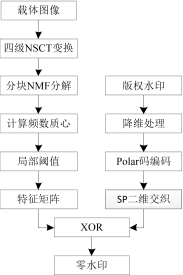 载体图像
四级NSCT变换
分块NMF分解
计算频数质心
局部阈值
特征矩阵
版权水印
降维处理
Polar码编码
SP二维交织
XOR
零水印